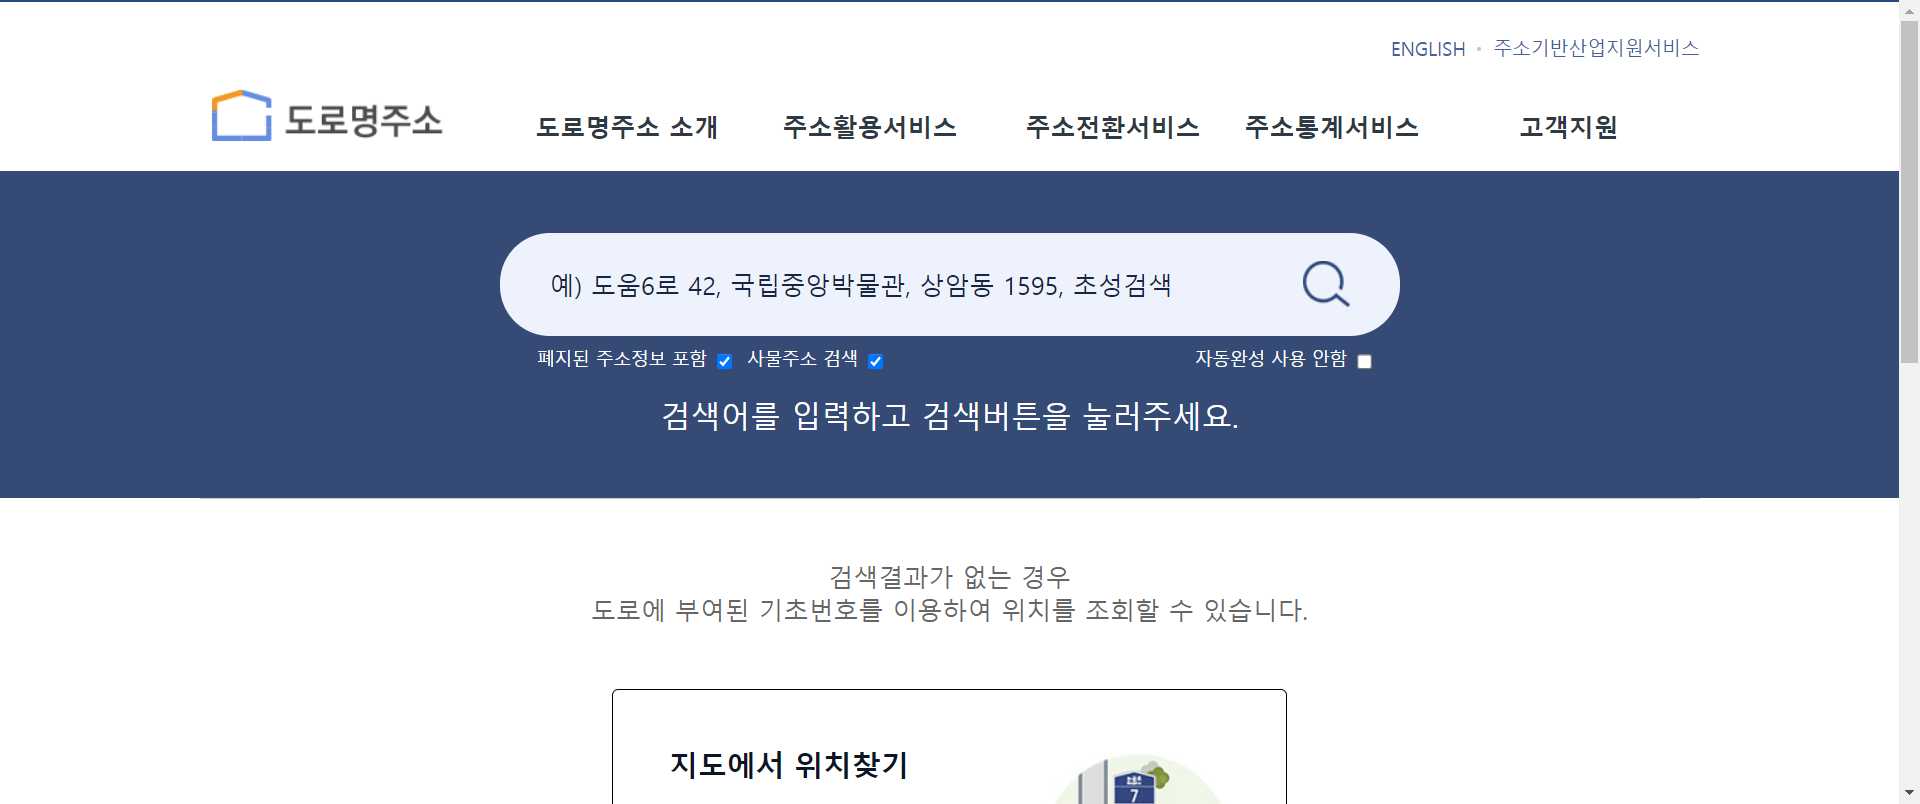 ENGLISH • 주소기반산업지원서비스
도로명주소
도로명주소 소개 주소활용서비스 주소전환서비스 주소통계서비스 고객지원
예) 도움6로 42, 국립중앙박물관, 상암동 1595, 초성검색
폐지된 주소정보 포함 사물주소 검색 자동완성 사용 안함
검색어를 입력하고 검색버튼을 눌러주세요.
검색결과가 없는 경우
도로에 부여된 기초번호를 이용하여 위치를 조회할 수 있습니다.
지도에서 위치찾기
7